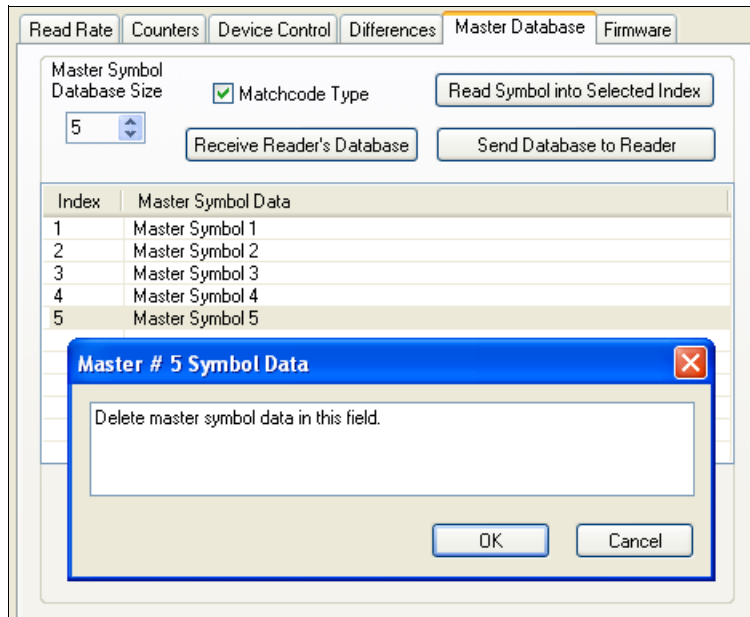 Read Rate Counters Device Control Differences Master Database Firmware
Master Symbol
Database Size
Matchcode Type
Read Symbol into Selected Index
5
Receive Reader's Database
Send Database to Reader
Index Master Symbol Data
1 Master Symbol 1
2 Master Symbol 2
3 Master Symbol 3
4 Master Symbol 4
5 Master Symbol 5
Master # 5 Symbol Data
Delete master symbol data in this field.
OK Cancel